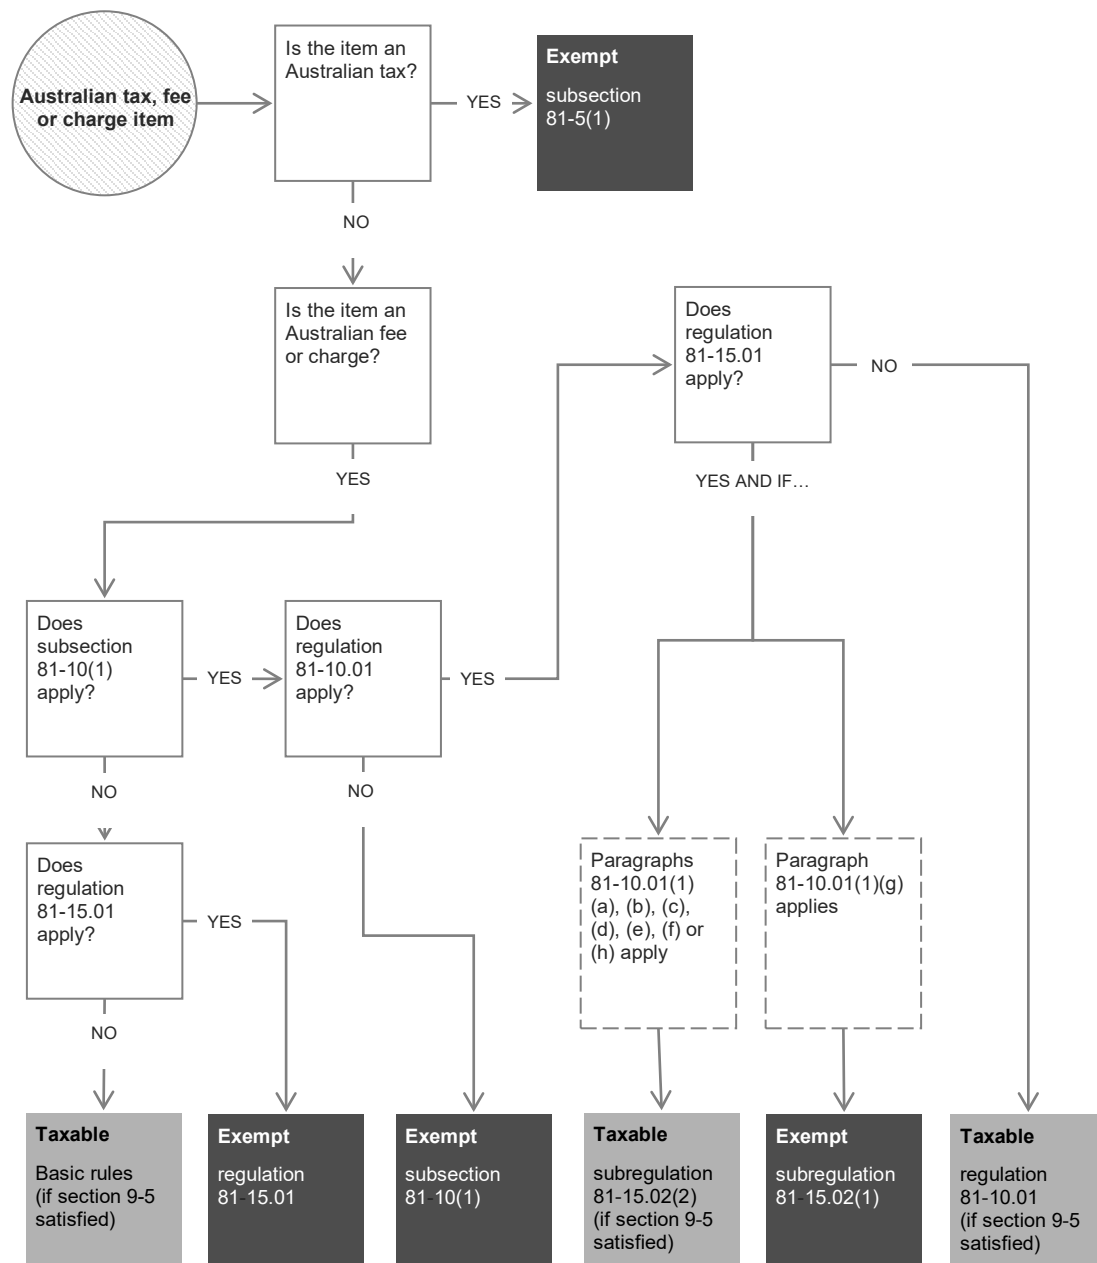 Australian tax, fee
or charge item
Is the item an
Australian tax?
YES
Exempt
subsection
81-5(1)
NO
Is the item an
Australian fee
or charge?
YES
Does
regulation
81-15.01
apply?
NO
YES AND IF…
Does
subsection
81-10(1)
apply?
YES
Does
regulation
81-10.01
apply?
YES
NO
NO
Does
regulation
81-15.01
apply?
YES
NO
Paragraphs
81-10.01(1)
(a), (b), (c),
(d), (e), (f) or
(h) apply
Paragraph
81-10.01(1)(g)
applies
Taxable
Basic rules
(if section 9-5
satisfied)
Exempt
regulation
81-15.01
Exempt
subsection
81-10(1)
Taxable
subregulation
81-15.02(2)
(if section 9-5
satisfied)
Exempt
subregulation
81-15.02(1)
Taxable
regulation
81-10.01
(if section 9-5
satisfied)